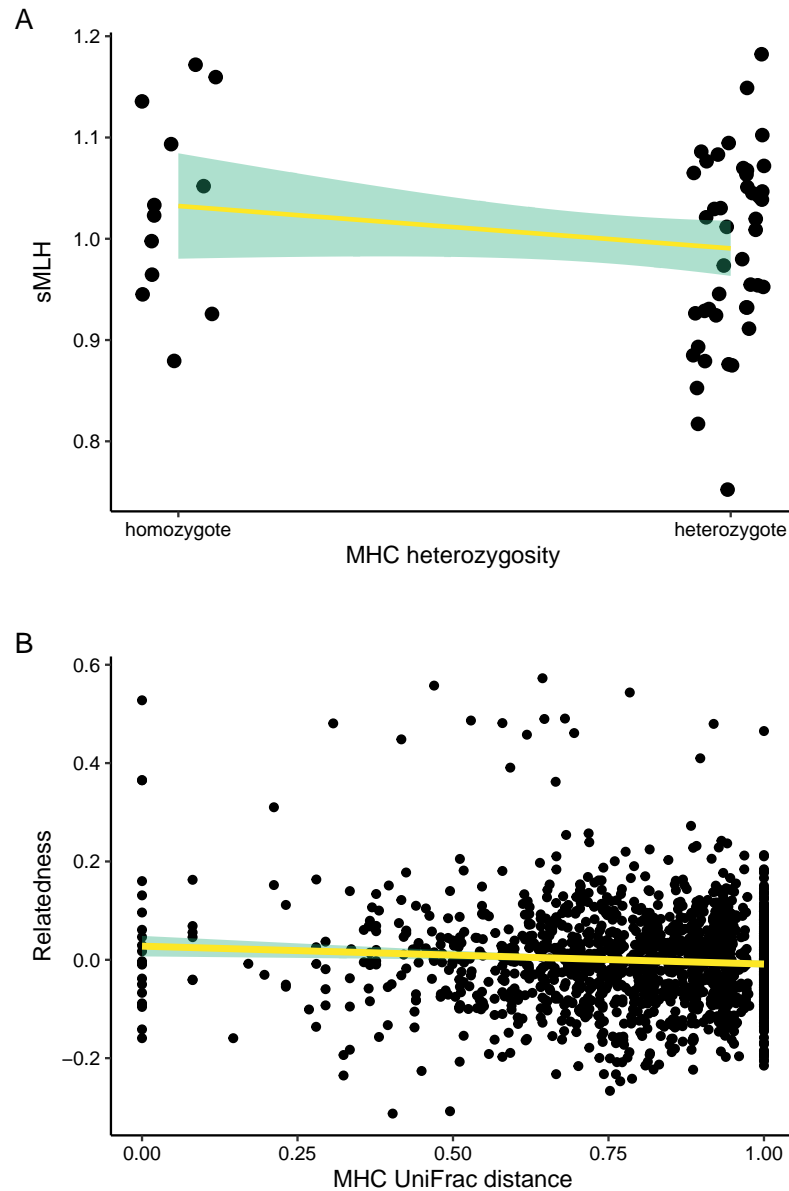 A
1.2
1.1
1.0
0.9
0.8
sMLH
homozygote heterozygote
MHC heterozygosity
B
0.6
0.4
0.2
0.0
−0.2
Relatedness
0.00 0.25 0.50 0.75 1.00
MHC UniFrac distance